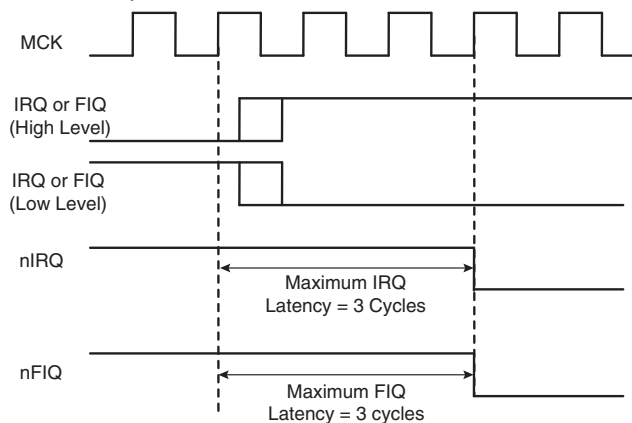 MCK
IRQ or FIQ
(High Level)
IRQ or FIQ
(Low Level)
nIRQ
Maximum IRQ
Latency = 3 Cycles
nFIQ
Maximum FIQ
Latency = 3 cycles